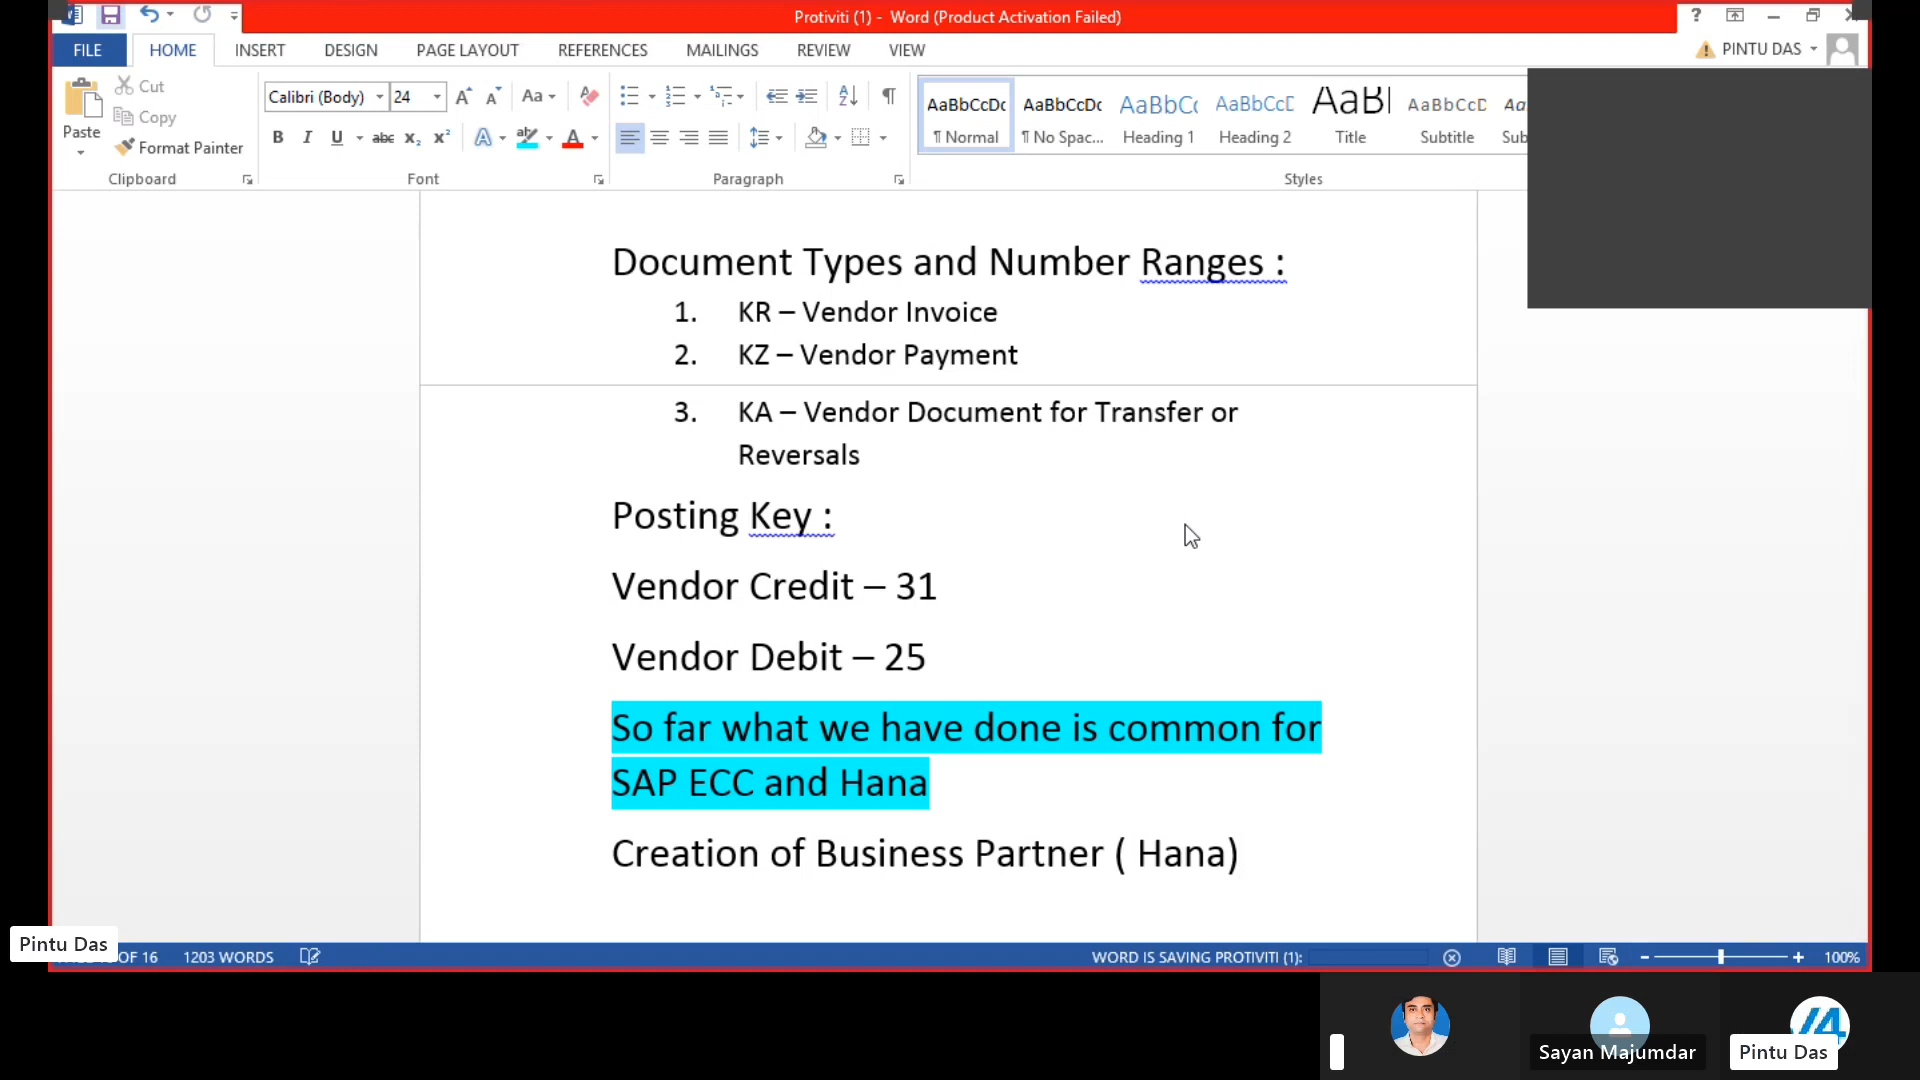 Protiviti (1) - Word (Product Activation Failed)
FILE HOME INSERT DESIGN PAGE LAYOUT REFERENCES MAILINGS REVIEW VIEW PINTU DAS
Paste
Cut
Copy
Format Painter
Clipboard
Calibri (Body) 24
Font
Paragraph
AaBbCcDc AaBbCcDc AaBbC AaBbCcD AaBl AaBbCcD Aa
¶ Normal ¶ No Spac... Heading 1 Heading 2 Title Subtitle Sub
Styles
Document Types and Number Ranges :
1. KR – Vendor Invoice
2. KZ – Vendor Payment
3. KA – Vendor Document for Transfer or
Reversals
Posting Key :
Vendor Credit – 31
Vendor Debit – 25
So far what we have done is common for
SAP ECC and Hana
Creation of Business Partner ( Hana)
Pintu Das
OF 16 1203 WORDS WORD IS SAVING PROTIVITI (1): 100%
Sayan Majumdar
Pintu Das